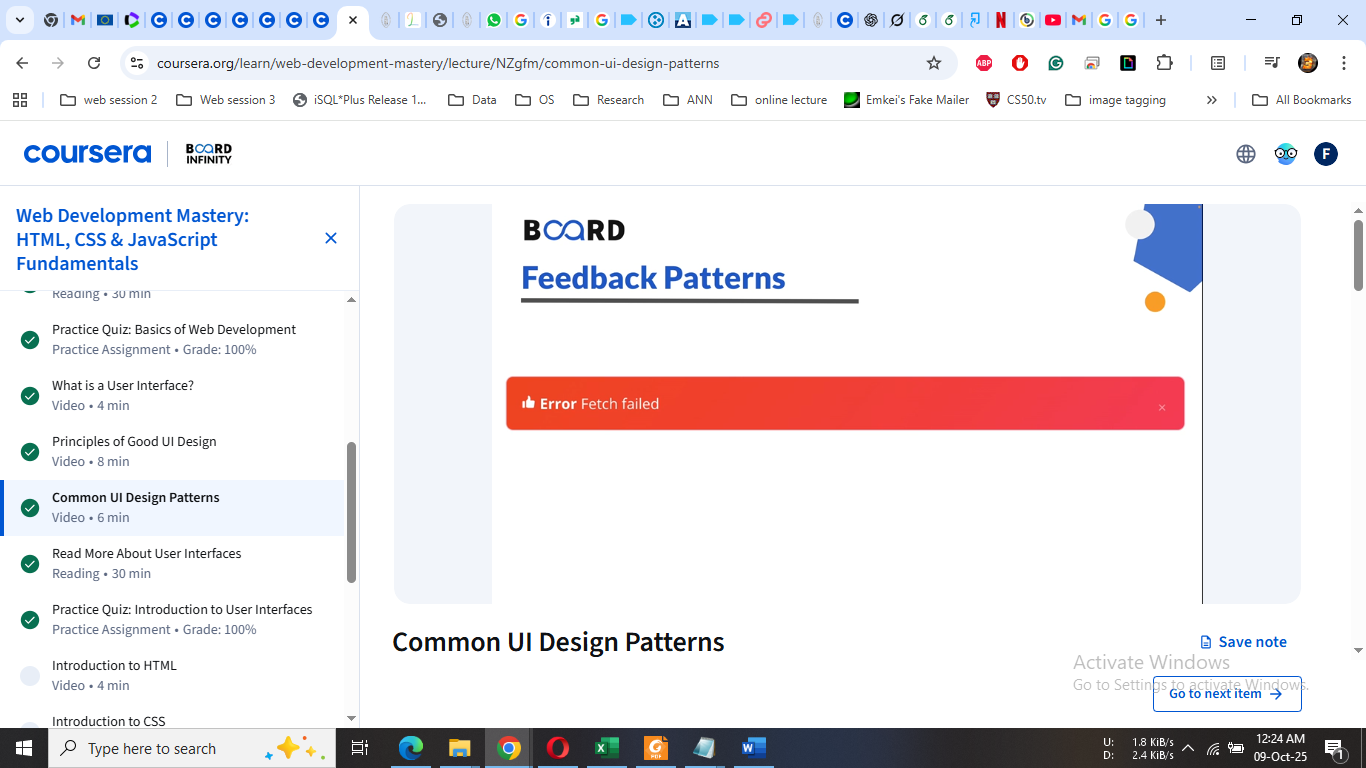 coursera.org/learn/web-development-mastery/lecture/NZgfm/common-ui-design-patterns
web session 2
Web session 3
iSQL*Plus Release 1...
Data
OS
Research
ANN
online lecture
Emkei's Fake Mailer
CS50.tv
image tagging
All Bookmarks
coursera
BOARD
INFINITY
F
Web Development Mastery:
HTML, CSS & JavaScript
Fundamentals
Reading • 30 min
Practice Quiz: Basics of Web Development
Practice Assignment • Grade: 100%
What is a User Interface?
Video • 4 min
Principles of Good UI Design
Video • 8 min
Common UI Design Patterns
Video • 6 min
Read More About User Interfaces
Reading • 30 min
Practice Quiz: Introduction to User Interfaces
Practice Assignment • Grade: 100%
Introduction to HTML
Video • 4 min
Introduction to CSS
BOARD
Feedback Patterns
Error Fetch failed
Common UI Design Patterns
Save note
Activate Windows
Go to Settings to activate Windows.
Go to next item
Type here to search
U: 1.8 KiB/s
D: 2.4 KiB/s
12:24 AM
09-Oct-25
1